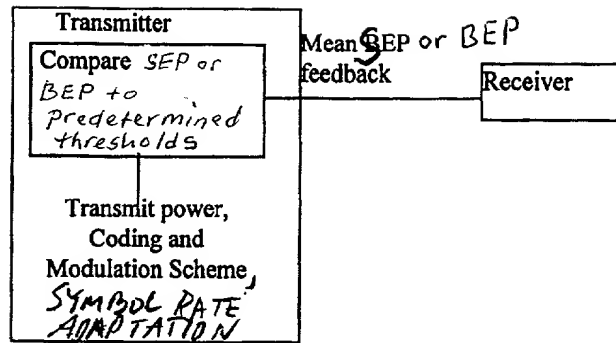 Transmitter
Compare SEP or
BEP to
predetermined
thresholds
Mean SEP or BEP
feedback
Receiver
Transmit power,
Coding and
Modulation Scheme,
SYMBOL RATE
ADAPTATION